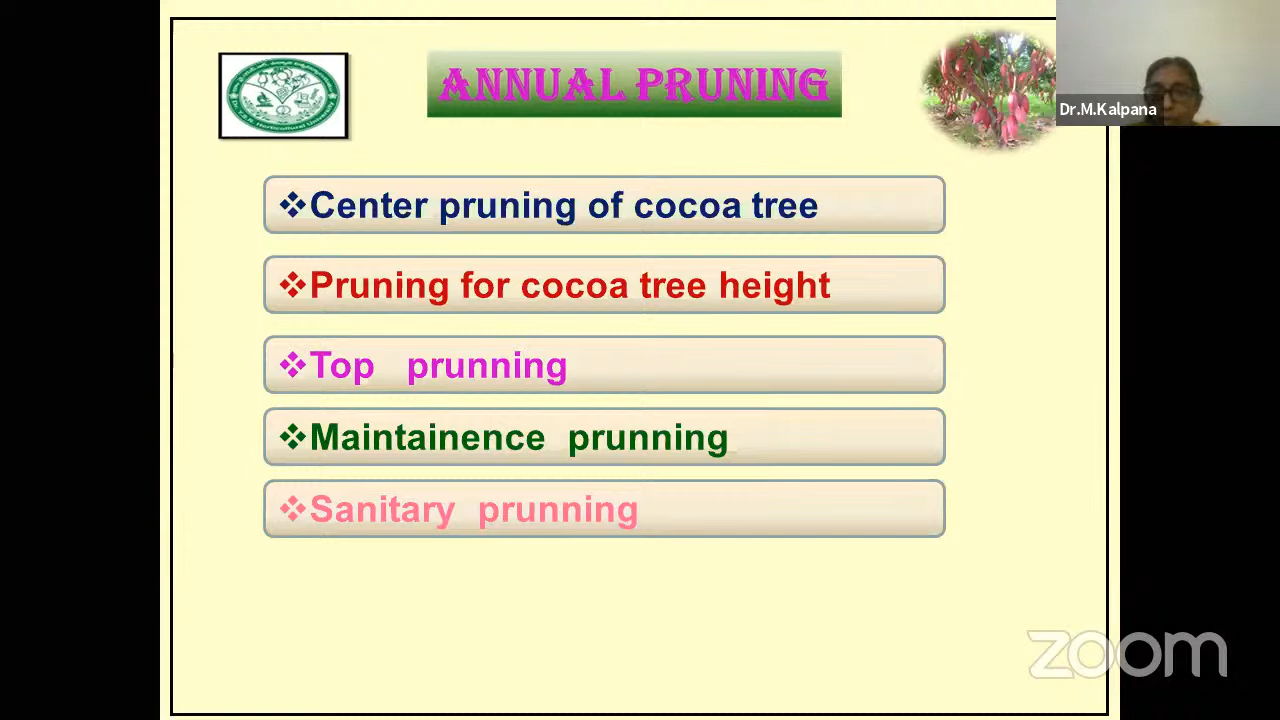 ANNUAL PRUNING
Dr.M.Kalpana
❖Center pruning of cocoa tree
❖Pruning for cocoa tree height
❖Top prunning
❖Maintainence prunning
❖Sanitary prunning
zoom